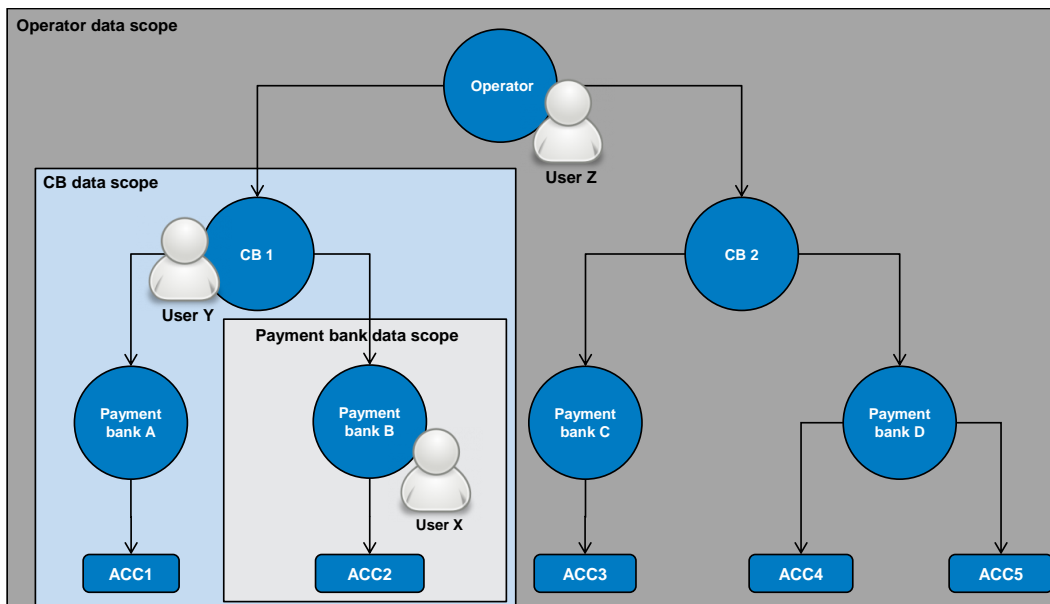 Operator data scope
Operator
User Z
CB data scope
CB 1
CB 2
User Y
Payment bank data scope
Payment
bank A
Payment
bank B
Payment
bank C
Payment
bank D
User X
ACC1
ACC2
ACC3
ACC4
ACC5